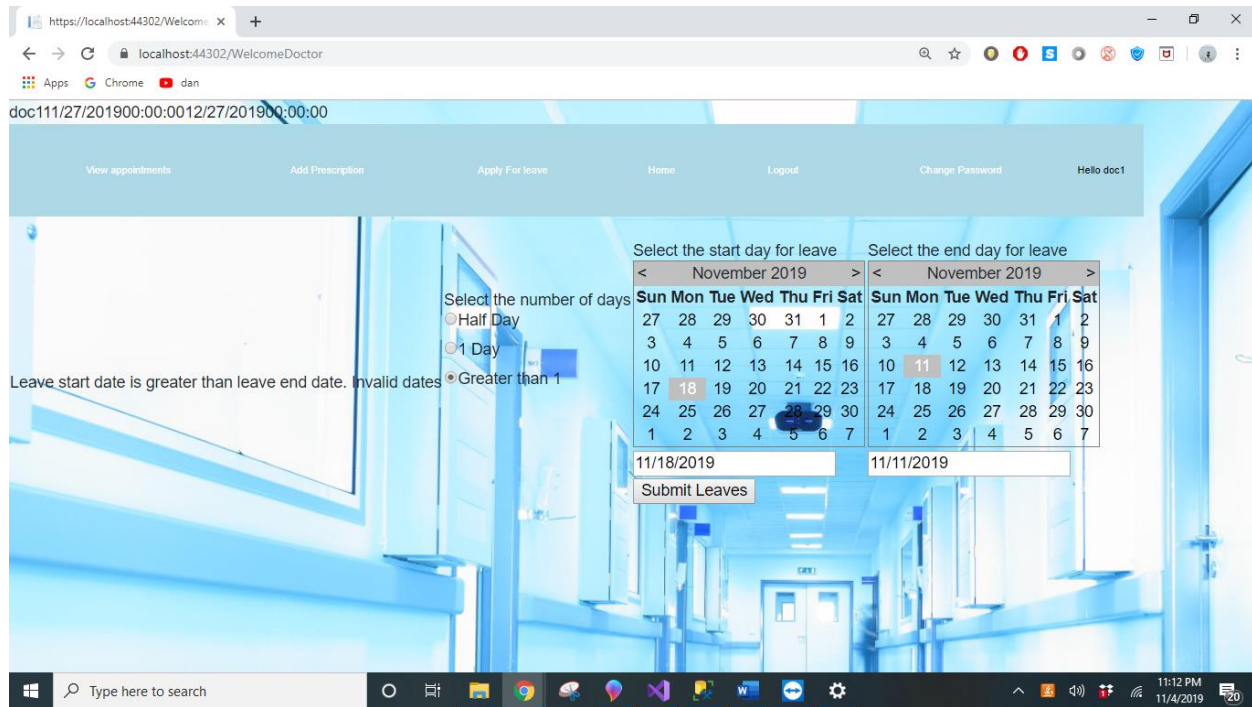 https://localhost:44302/Welcome
localhost:44302/WelcomeDoctor
Apps Chrome dan
doc111/27/201900:00:0012/27/201900:00:00
View appointments Add Prescription Apply For leave Home Logout Change Password Hello doc1
Select the start day for leave Select the end day for leave
< November 2019 > < November 2019 >
Select the number of days Sun Mon Tue Wed Thu Fri Sat Sun Mon Tue Wed Thu Fri Sat
Half Day 27 28 29 30 31 1 2 27 28 29 30 31 1 2
1 Day 3 4 5 6 7 8 9 3 4 5 6 7 8 9
10 11 12 13 14 15 16 10 11 12 13 14 15 16
Leave start date is greater than leave end date. Invalid dates Greater than 1 17 18 19 20 21 22 23 17 18 19 20 21 22 23
24 25 26 27 28 29 30 24 25 26 27 28 29 30
1 2 3 4 5 6 7 1 2 3 4 5 6 7
11/18/2019 11/11/2019
Submit Leaves
Type here to search
11:12 PM
11/4/2019
20